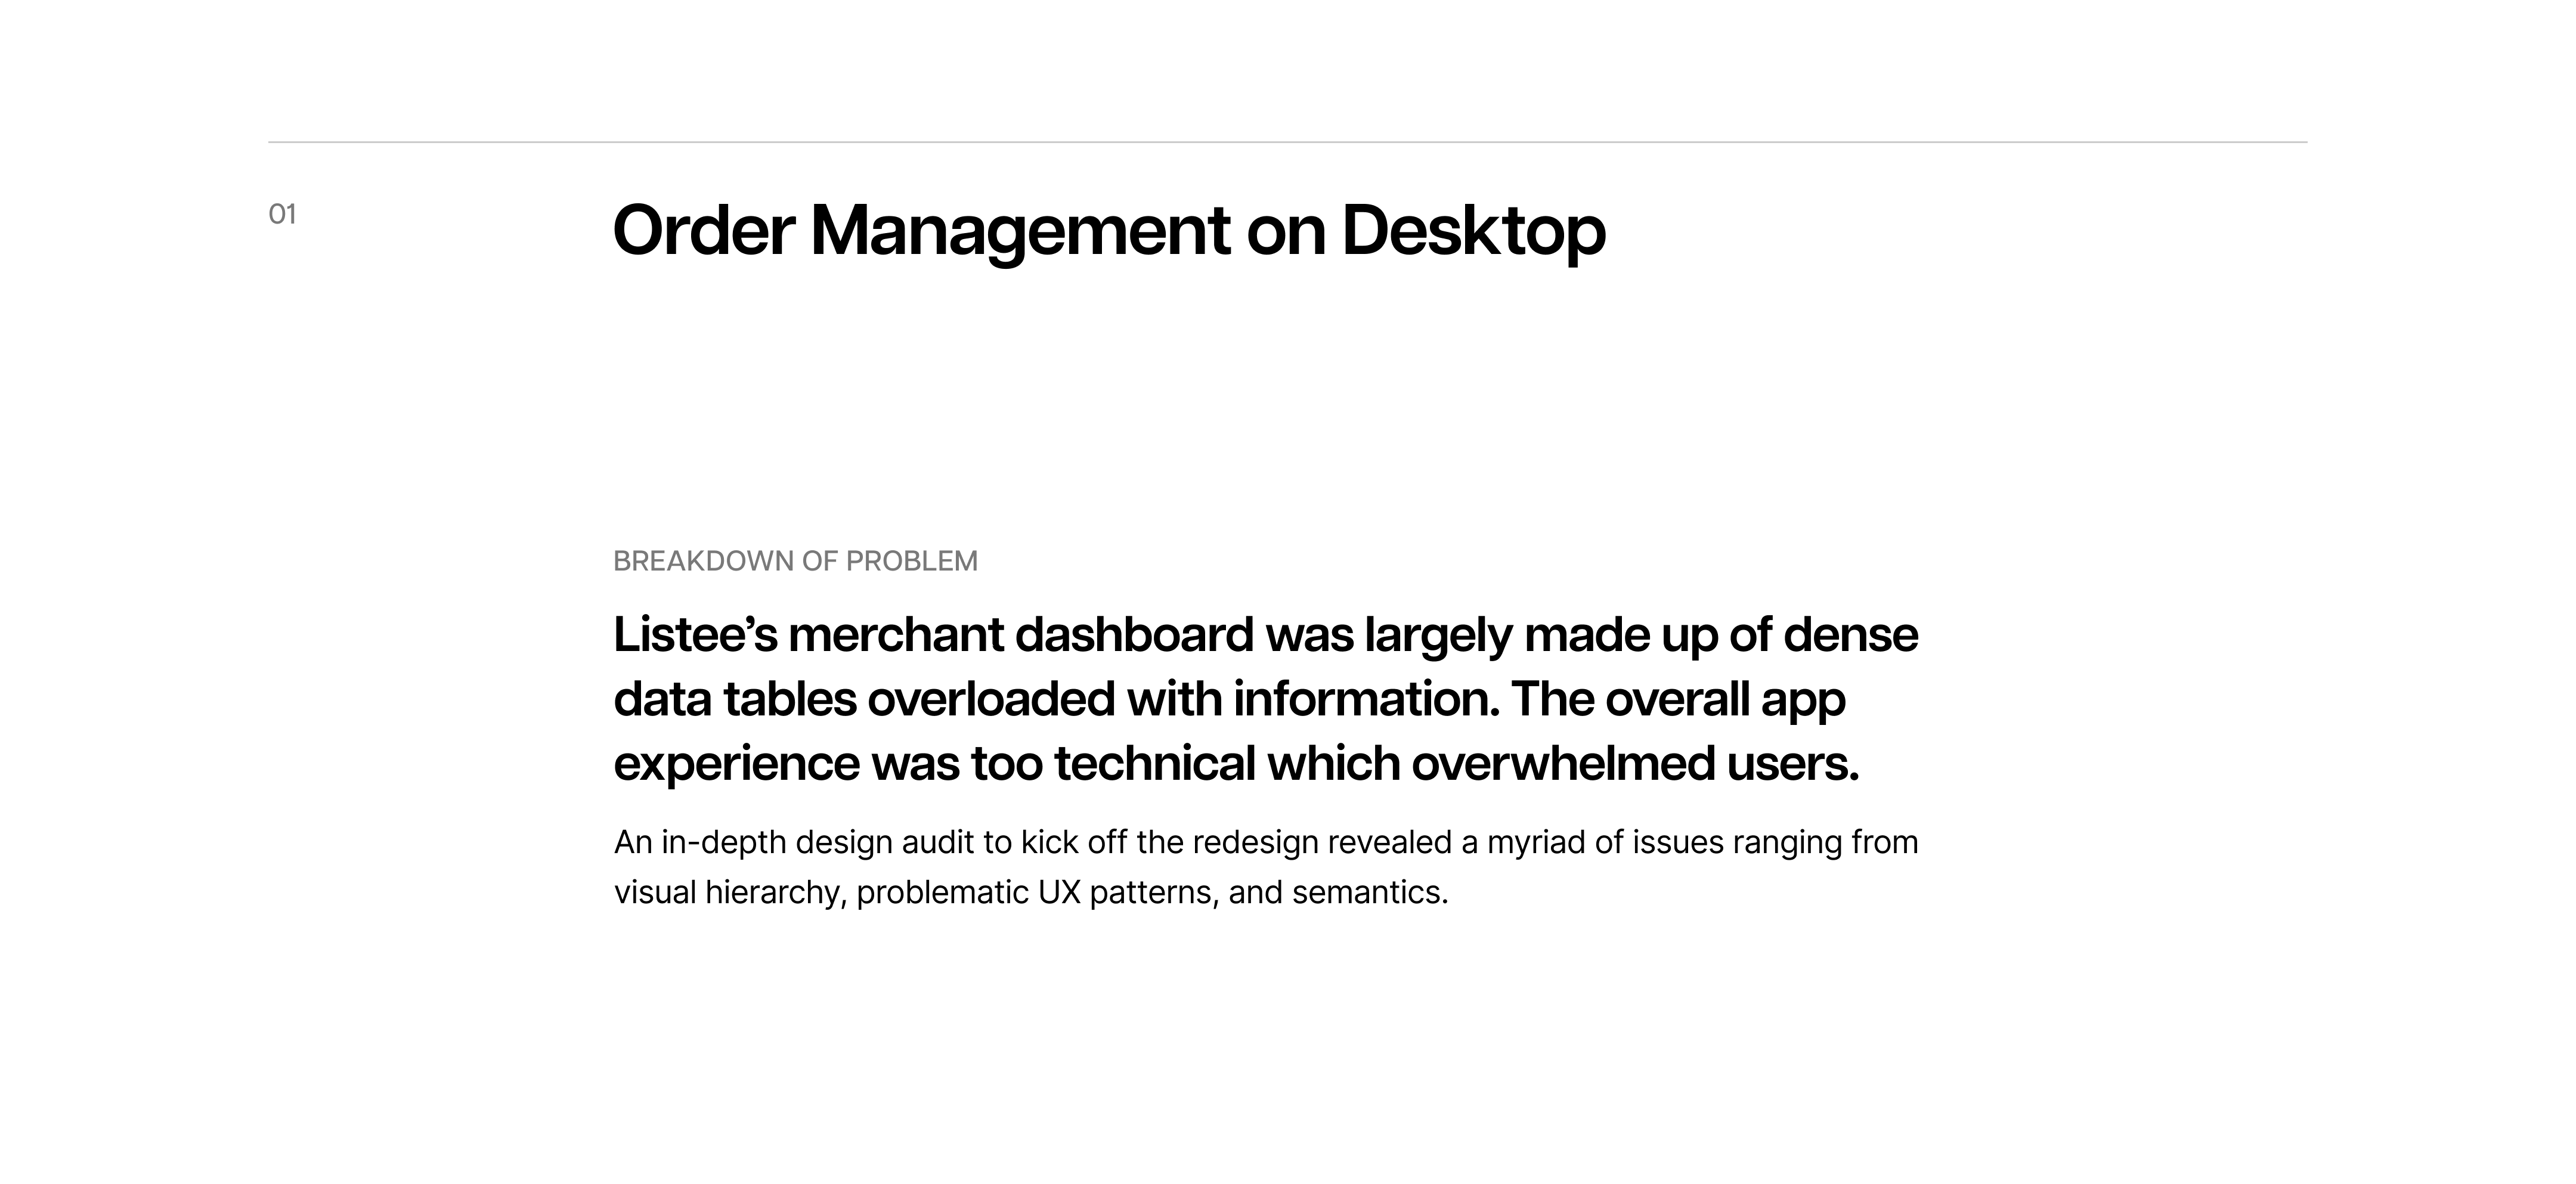 01
Order Management on Desktop
BREAKDOWN OF PROBLEM
Listee’s merchant dashboard was largely made up of dense
data tables overloaded with information. The overall app
experience was too technical which overwhelmed users.
An in-depth design audit to kick off the redesign revealed a myriad of issues ranging from
visual hierarchy, problematic UX patterns, and semantics.